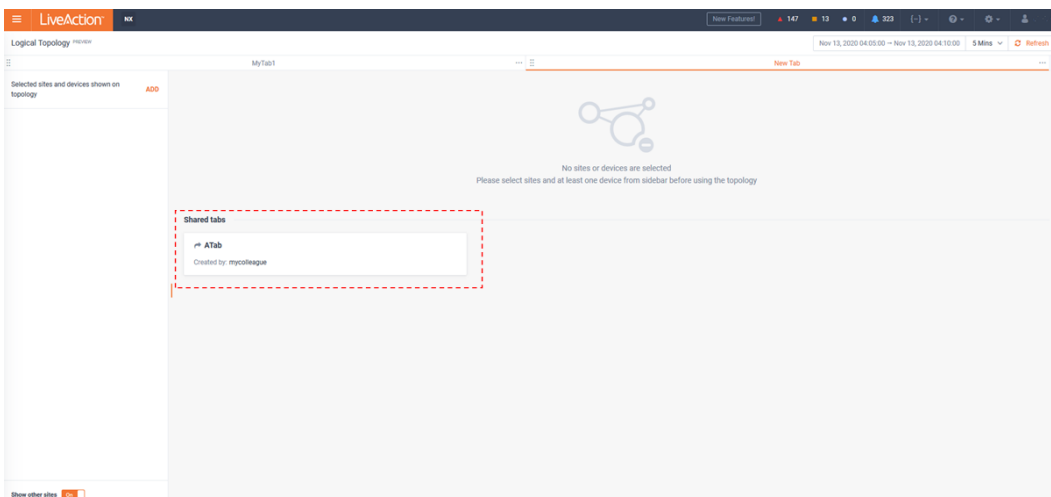 LiveAction NX New Features! 147 13 0 323 {--}
Logical Topology PREVIEW Nov 13, 2020 04:05:00 → Nov 13, 2020 04:10:00 5 Mins Refresh
MyTab1 ... New Tab ...
Selected sites and devices shown on
topology
ADD
No sites or devices are selected
Please select sites and at least one device from sidebar before using the topology
Shared tabs
ATab
Created by: mycolleague
Show other sites On